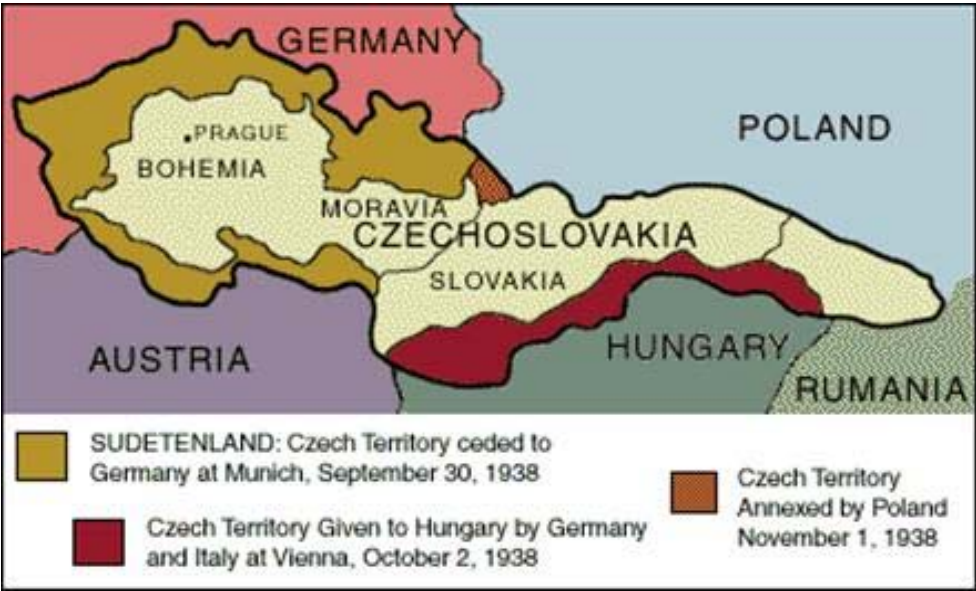 GERMANY
POLAND
PRAGUE
BOHEMIA
MORAVIA
CZECHOSLOVAKIA
SLOVAKIA
AUSTRIA
HUNGARY
RUMANIA
SUDETENLAND: Czech Territory ceded to
Germany at Munich, September 30, 1938
Czech Territory Given to Hungary by Germany
and Italy at Vienna, October 2, 1938
Czech Territory
Annexed by Poland
November 1, 1938